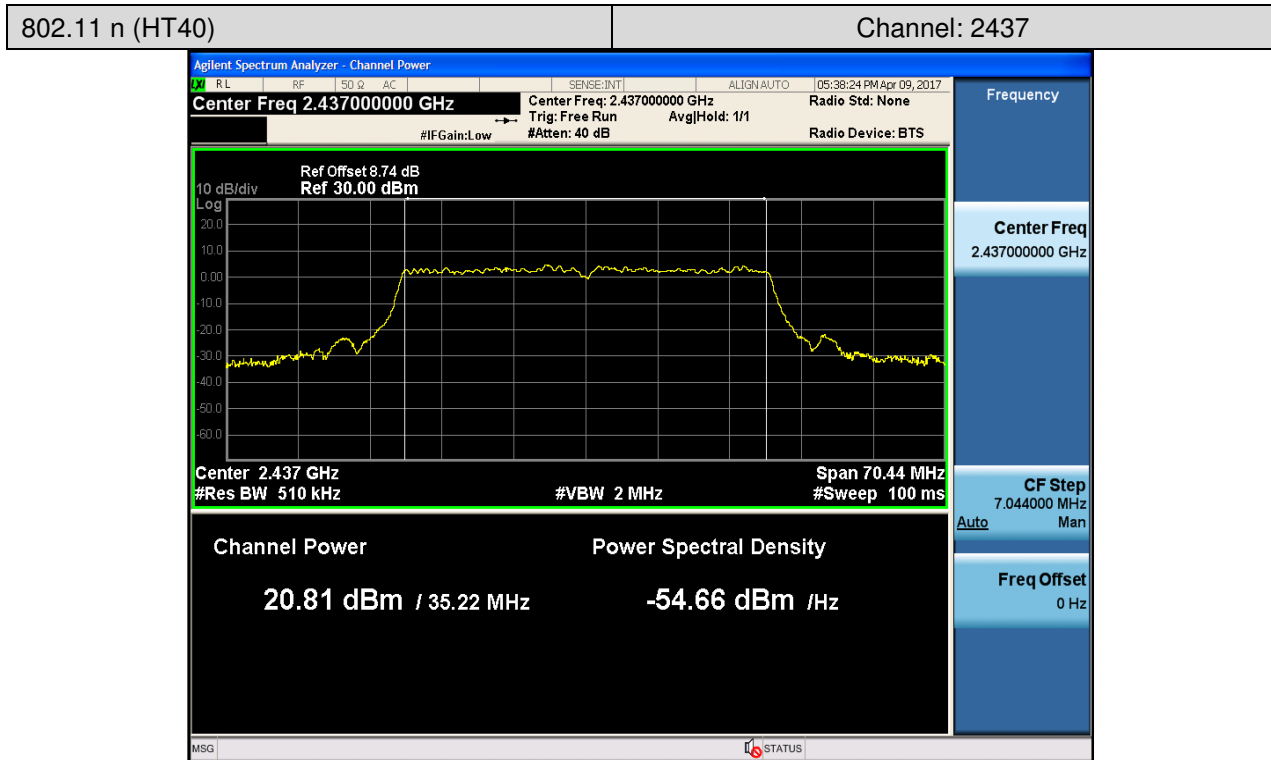 802.11 n (HT40) Channel: 2437
Agilent Spectrum Analyzer - Channel Power
LXI RL RF 50 Ω AC SENSE:INT ALIGN AUTO 05:38:24 PM Apr 09, 2017
Center Freq 2.437000000 GHz
Center Freq: 2.437000000 GHz Radio Std: None
Trig: Free Run Avg|Hold: 1/1
#IFGain:Low #Atten: 40 dB Radio Device: BTS
Frequency
Ref Offset 8.74 dB
10 dB/div Ref 30.00 dBm
Log
20.0
10.0
0.00
-10.0
-20.0
-30.0
-40.0
-50.0
-60.0
Center 2.437 GHz Span 70.44 MHz
#Res BW 510 kHz #VBW 2 MHz #Sweep 100 ms
Center Freq
2.437000000 GHz
CF Step
7.044000 MHz
Auto Man
Freq Offset
0 Hz
Channel Power Power Spectral Density
20.81 dBm / 35.22 MHz -54.66 dBm /Hz
MSG STATUS